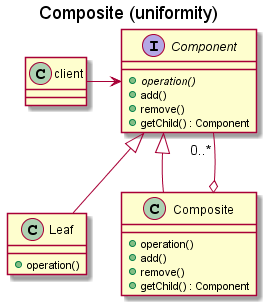 Composite (uniformity)
I Component
C client
operation()
add()
remove()
getChild() : Component
0..*
C Leaf
operation()
C Composite
operation()
add()
remove()
getChild() : Component